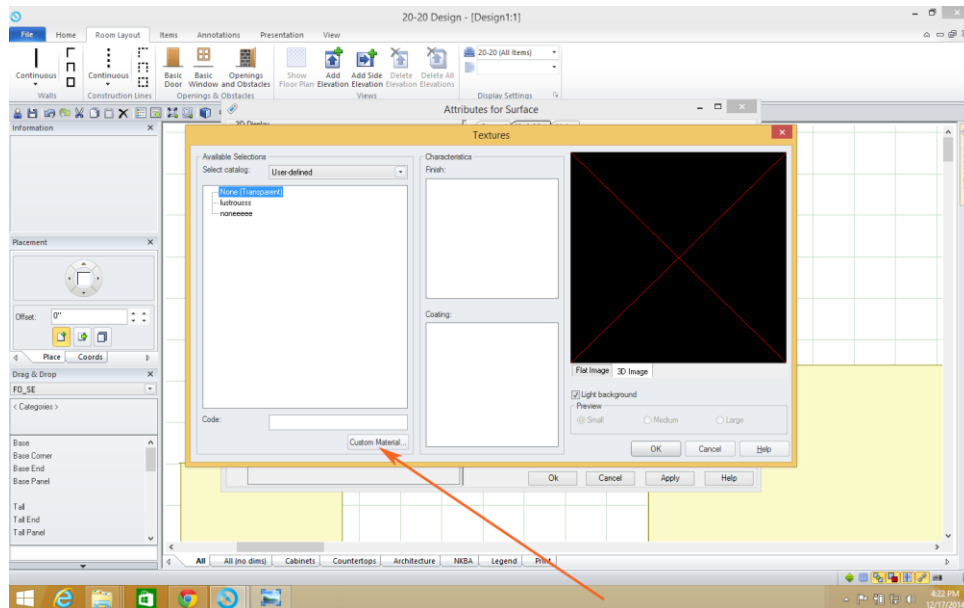 20-20 Design - [Design1:1]
File Home Room Layout Items Annotations Presentation View
Continuous Continuous Basic Door Basic Window Openings and Obstacles Show Floor Plan Add Elevation Add Side Elevation Delete Elevation Delete All Elevations 20-20 (All Items)
Walls Construction Lines Openings & Obstacles Views Display Settings
Information
Attributes for Surface
3D Display
Textures
Available Selections
Select catalog: User-defined
None (Transparent)
lustrousss
noneeeee
Code:
Custom Material...
Characteristics
Finish:
Coating:
Flat Image 3D Image
Light background
Preview
Small Medium Large
OK Cancel Help
Ok Cancel Apply Help
Placement
Offset: 0"
Place Coords
Drag & Drop
FD_SE
< Categories >
Base
Base Corner
Base End
Base Panel
Tall
Tall End
Tall Panel
All All (no dims) Cabinets Countertops Architecture NKBA Legend Print
4:22 PM
12/17/2014